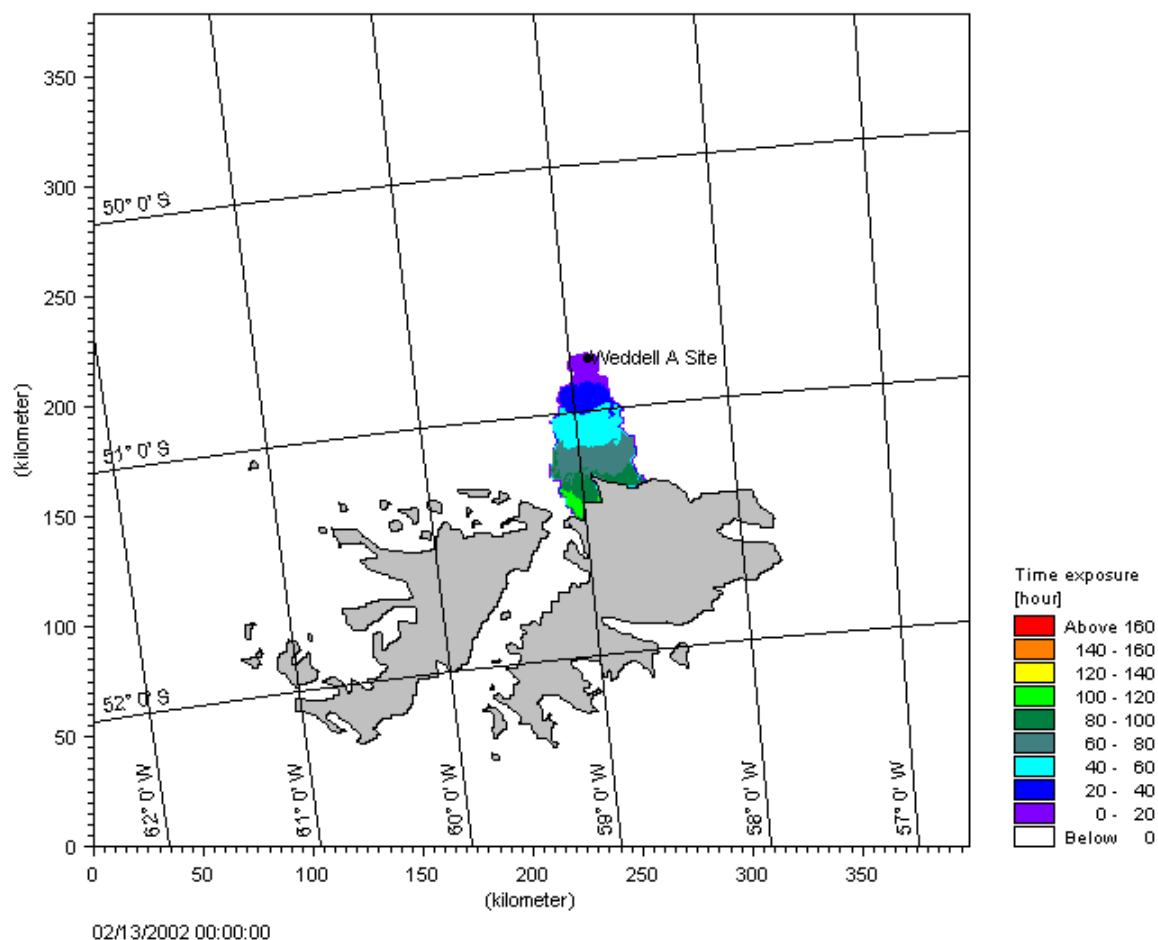 350
300
250
200
150
100
50
0
(kilometer)
50° 0' S
51° 0' S
52° 0' S
Weddell A Site
62° 0' W
61° 0' W
60° 0' W
59° 0' W
58° 0' W
57° 0' W
0 50 100 150 200 250 300 350
(kilometer)
02/13/2002 00:00:00
Time exposure
[hour]
Above 160
140 - 160
120 - 140
100 - 120
80 - 100
60 - 80
40 - 60
20 - 40
0 - 20
Below 0